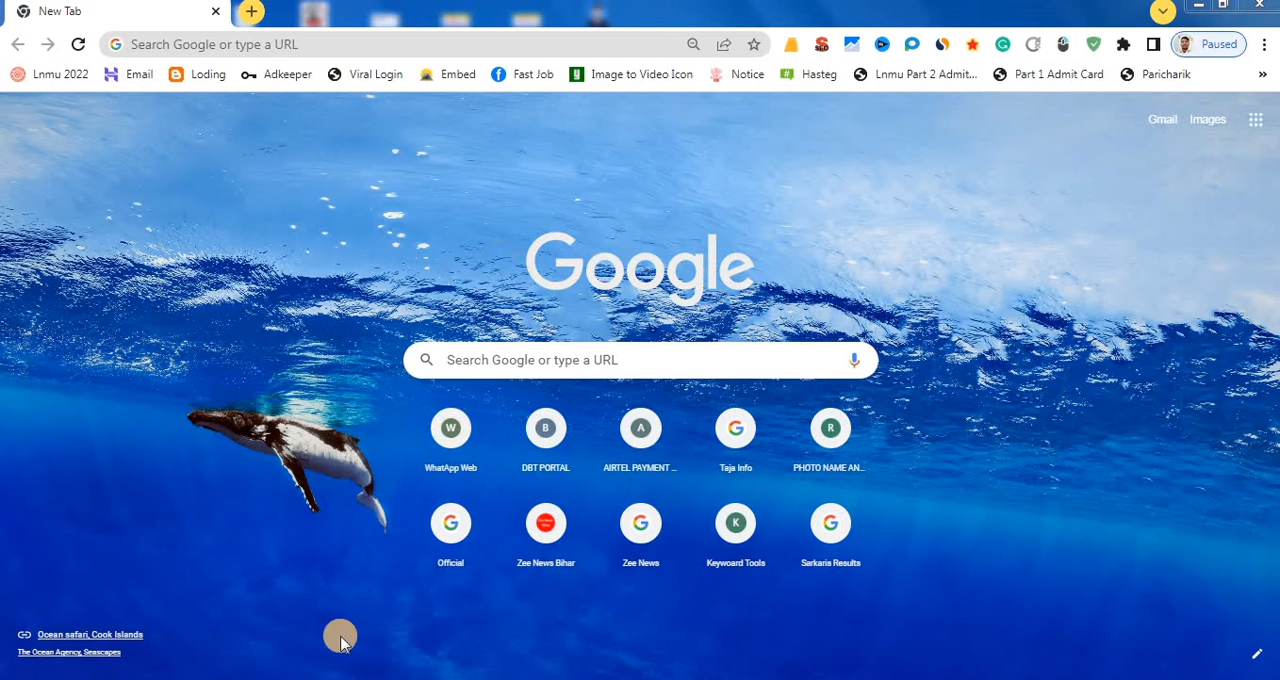 New Tab
Search Google or type a URL
Paused
Lnmu 2022 Email Loding Adkeeper Viral Login Embed Fast Job Image to Video Icon Notice Hasteg Lnmu Part 2 Admit... Part 1 Admit Card Paricharik »
Gmail Images
Google
Search Google or type a URL
W B A G R
WhatApp Web DBT PORTAL AIRTEL PAYMENT ... Taja Info PHOTO NAME AN...
G G K G
Official Zee News Bihar Zee News Keywoard Tools Sarkaris Results
Ocean safari, Cook Islands
The Ocean Agency, Seascapes